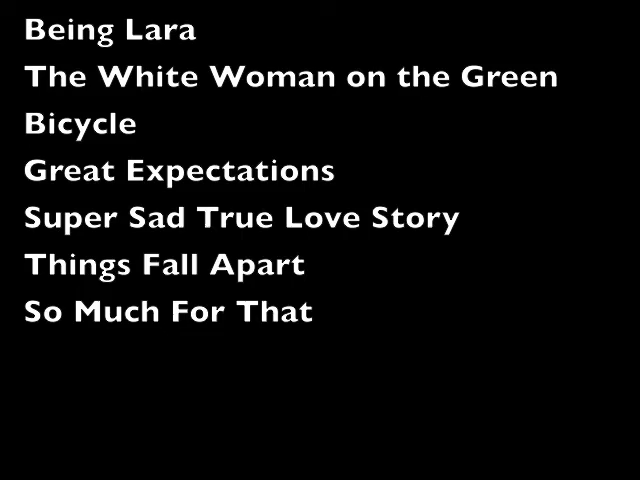 Being Lara
The White Woman on the Green
Bicycle
Great Expectations
Super Sad True Love Story
Things Fall Apart
So Much For That